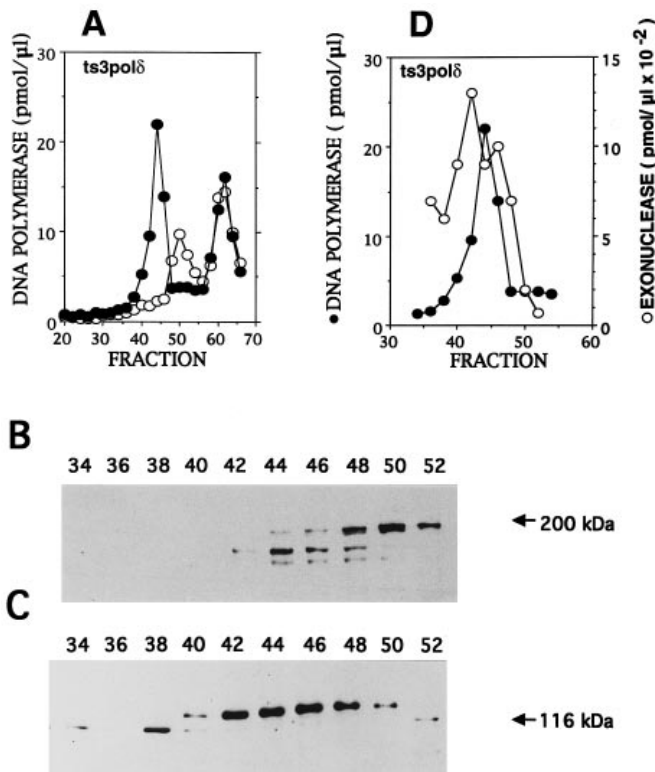 A
D
ts3polδ
ts3polδ
DNA POLYMERASE (pmol/µl)
30
20
10
0
20 30 40 50 60 70
FRACTION
● DNA POLYMERASE ( pmol/µl)
30
20
10
0
30 40 50 60
FRACTION
15
10
5
0
○ EXONUCLEASE ( pmol/ µl x 10 -2)
B
34 36 38 40 42 44 46 48 50 52
200 kDa
C
34 36 38 40 42 44 46 48 50 52
116 kDa